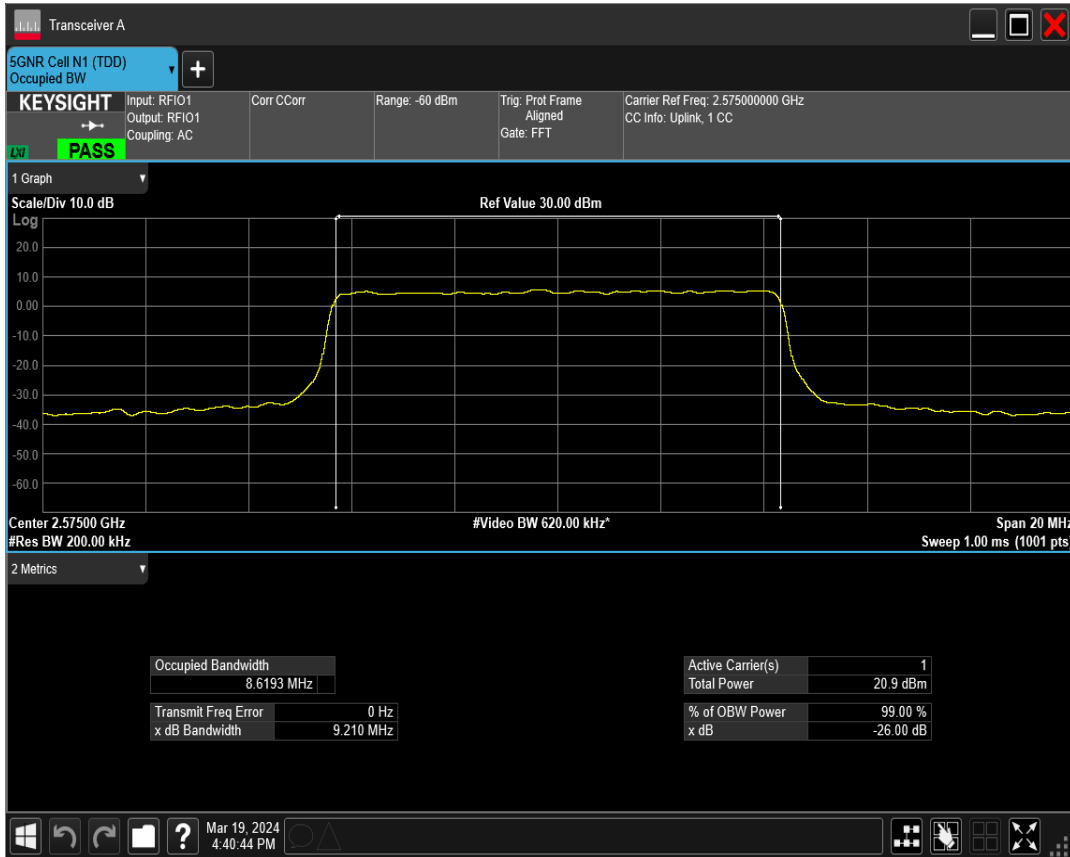 Transceiver A
5GNR Cell N1 (TDD)
Occupied BW
+
KEYSIGHT
LXI
PASS
Input: RFIO1
Output: RFIO1
Coupling: AC
Corr CCorr
Range: -60 dBm
Trig: Prot Frame
Aligned
Gate: FFT
Carrier Ref Freq: 2.575000000 GHz
CC Info: Uplink, 1 CC
1 Graph
Scale/Div 10.0 dB
Ref Value 30.00 dBm
Log
20.0
10.0
0.00
-10.0
-20.0
-30.0
-40.0
-50.0
-60.0
Center 2.57500 GHz
#Video BW 620.00 kHz*
Span 20 MHz
#Res BW 200.00 kHz
Sweep 1.00 ms (1001 pts)
2 Metrics
Occupied Bandwidth
8.6193 MHz
Transmit Freq Error 0 Hz
x dB Bandwidth 9.210 MHz
Active Carrier(s) 1
Total Power 20.9 dBm
% of OBW Power 99.00 %
x dB -26.00 dB
?
Mar 19, 2024
4:40:44 PM